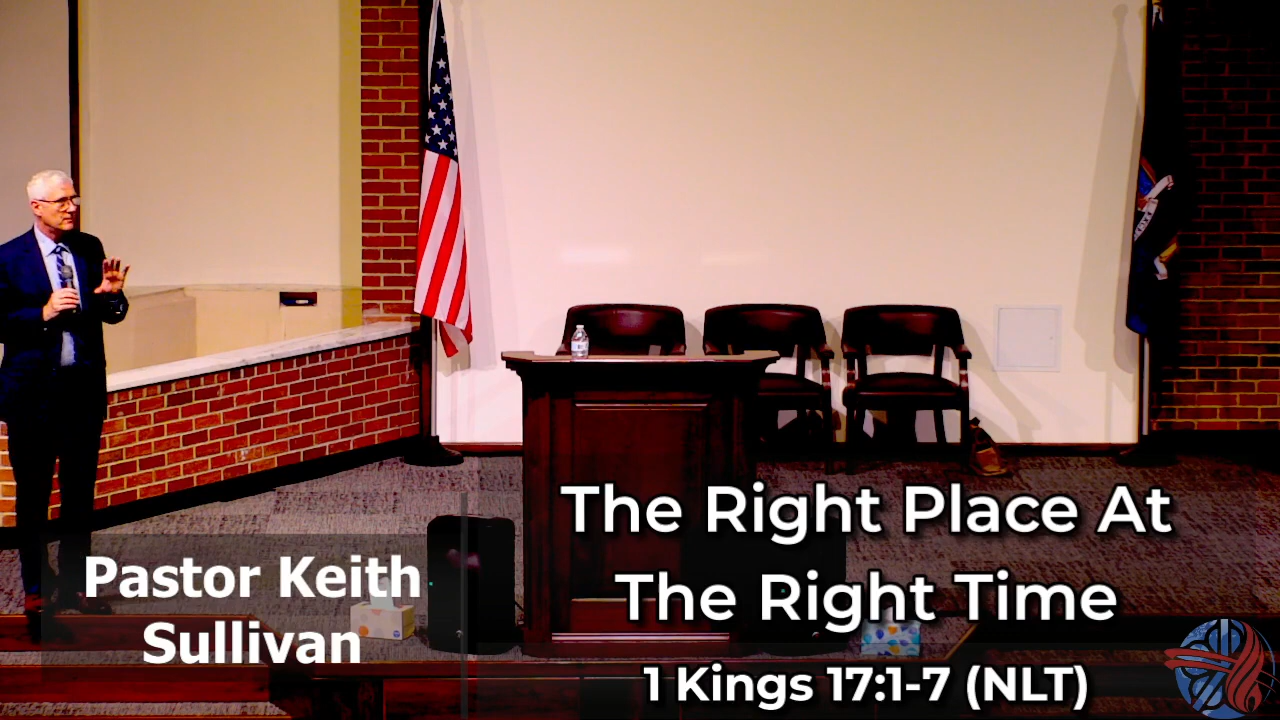 Pastor Keith
Sullivan
The Right Place At
The Right Time
1 Kings 17:1-7 (NLT)